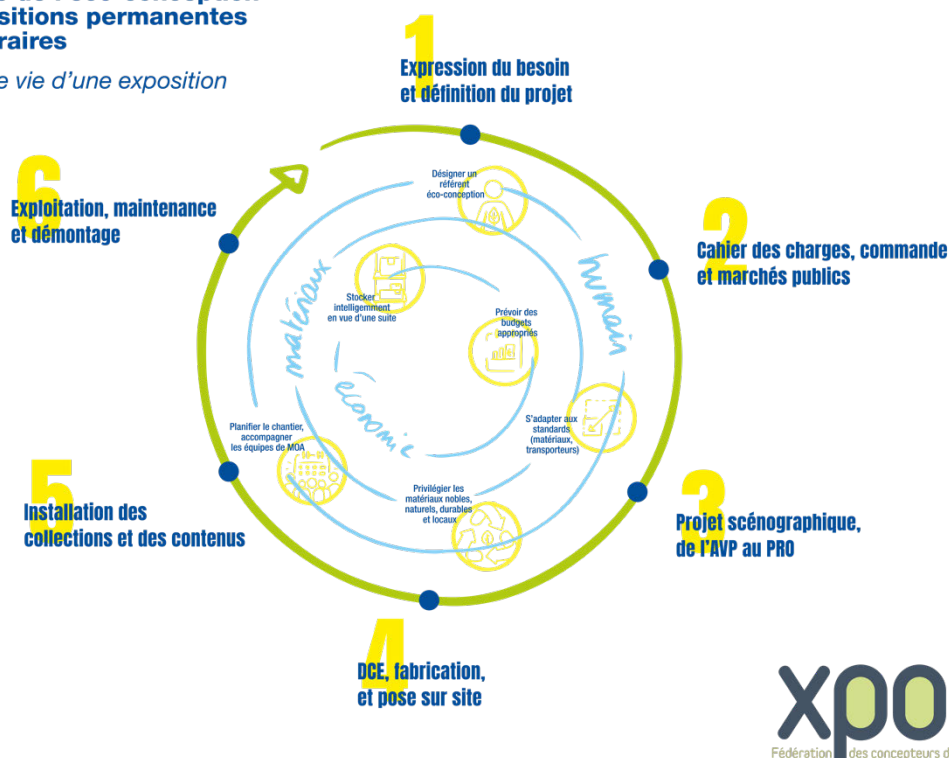 sitions permanentes
raires
e vie d'une exposition
1
Expression du besoin
et définition du projet
2
Cahier des charges, commande
et marchés publics
3
Projet scénographique,
de l'AVP au PRO
4
DCE, fabrication,
et pose sur site
5
Installation des
collections et des contenus
6
Exploitation, maintenance
et démontage
Désigner un
référent
éco-conception
Stocker
intelligemment
en vue d'une suite
Prévoir des
budgets
appropriés
S'adapter aux
standards
(matériaux,
transporteurs)
Planifier le chantier,
accompagner
les équipes de MOA
Privilégier les
matériaux nobles,
naturels, durables
et locaux
matériaux
humain
économie
xpo
Fédération des concepteurs d